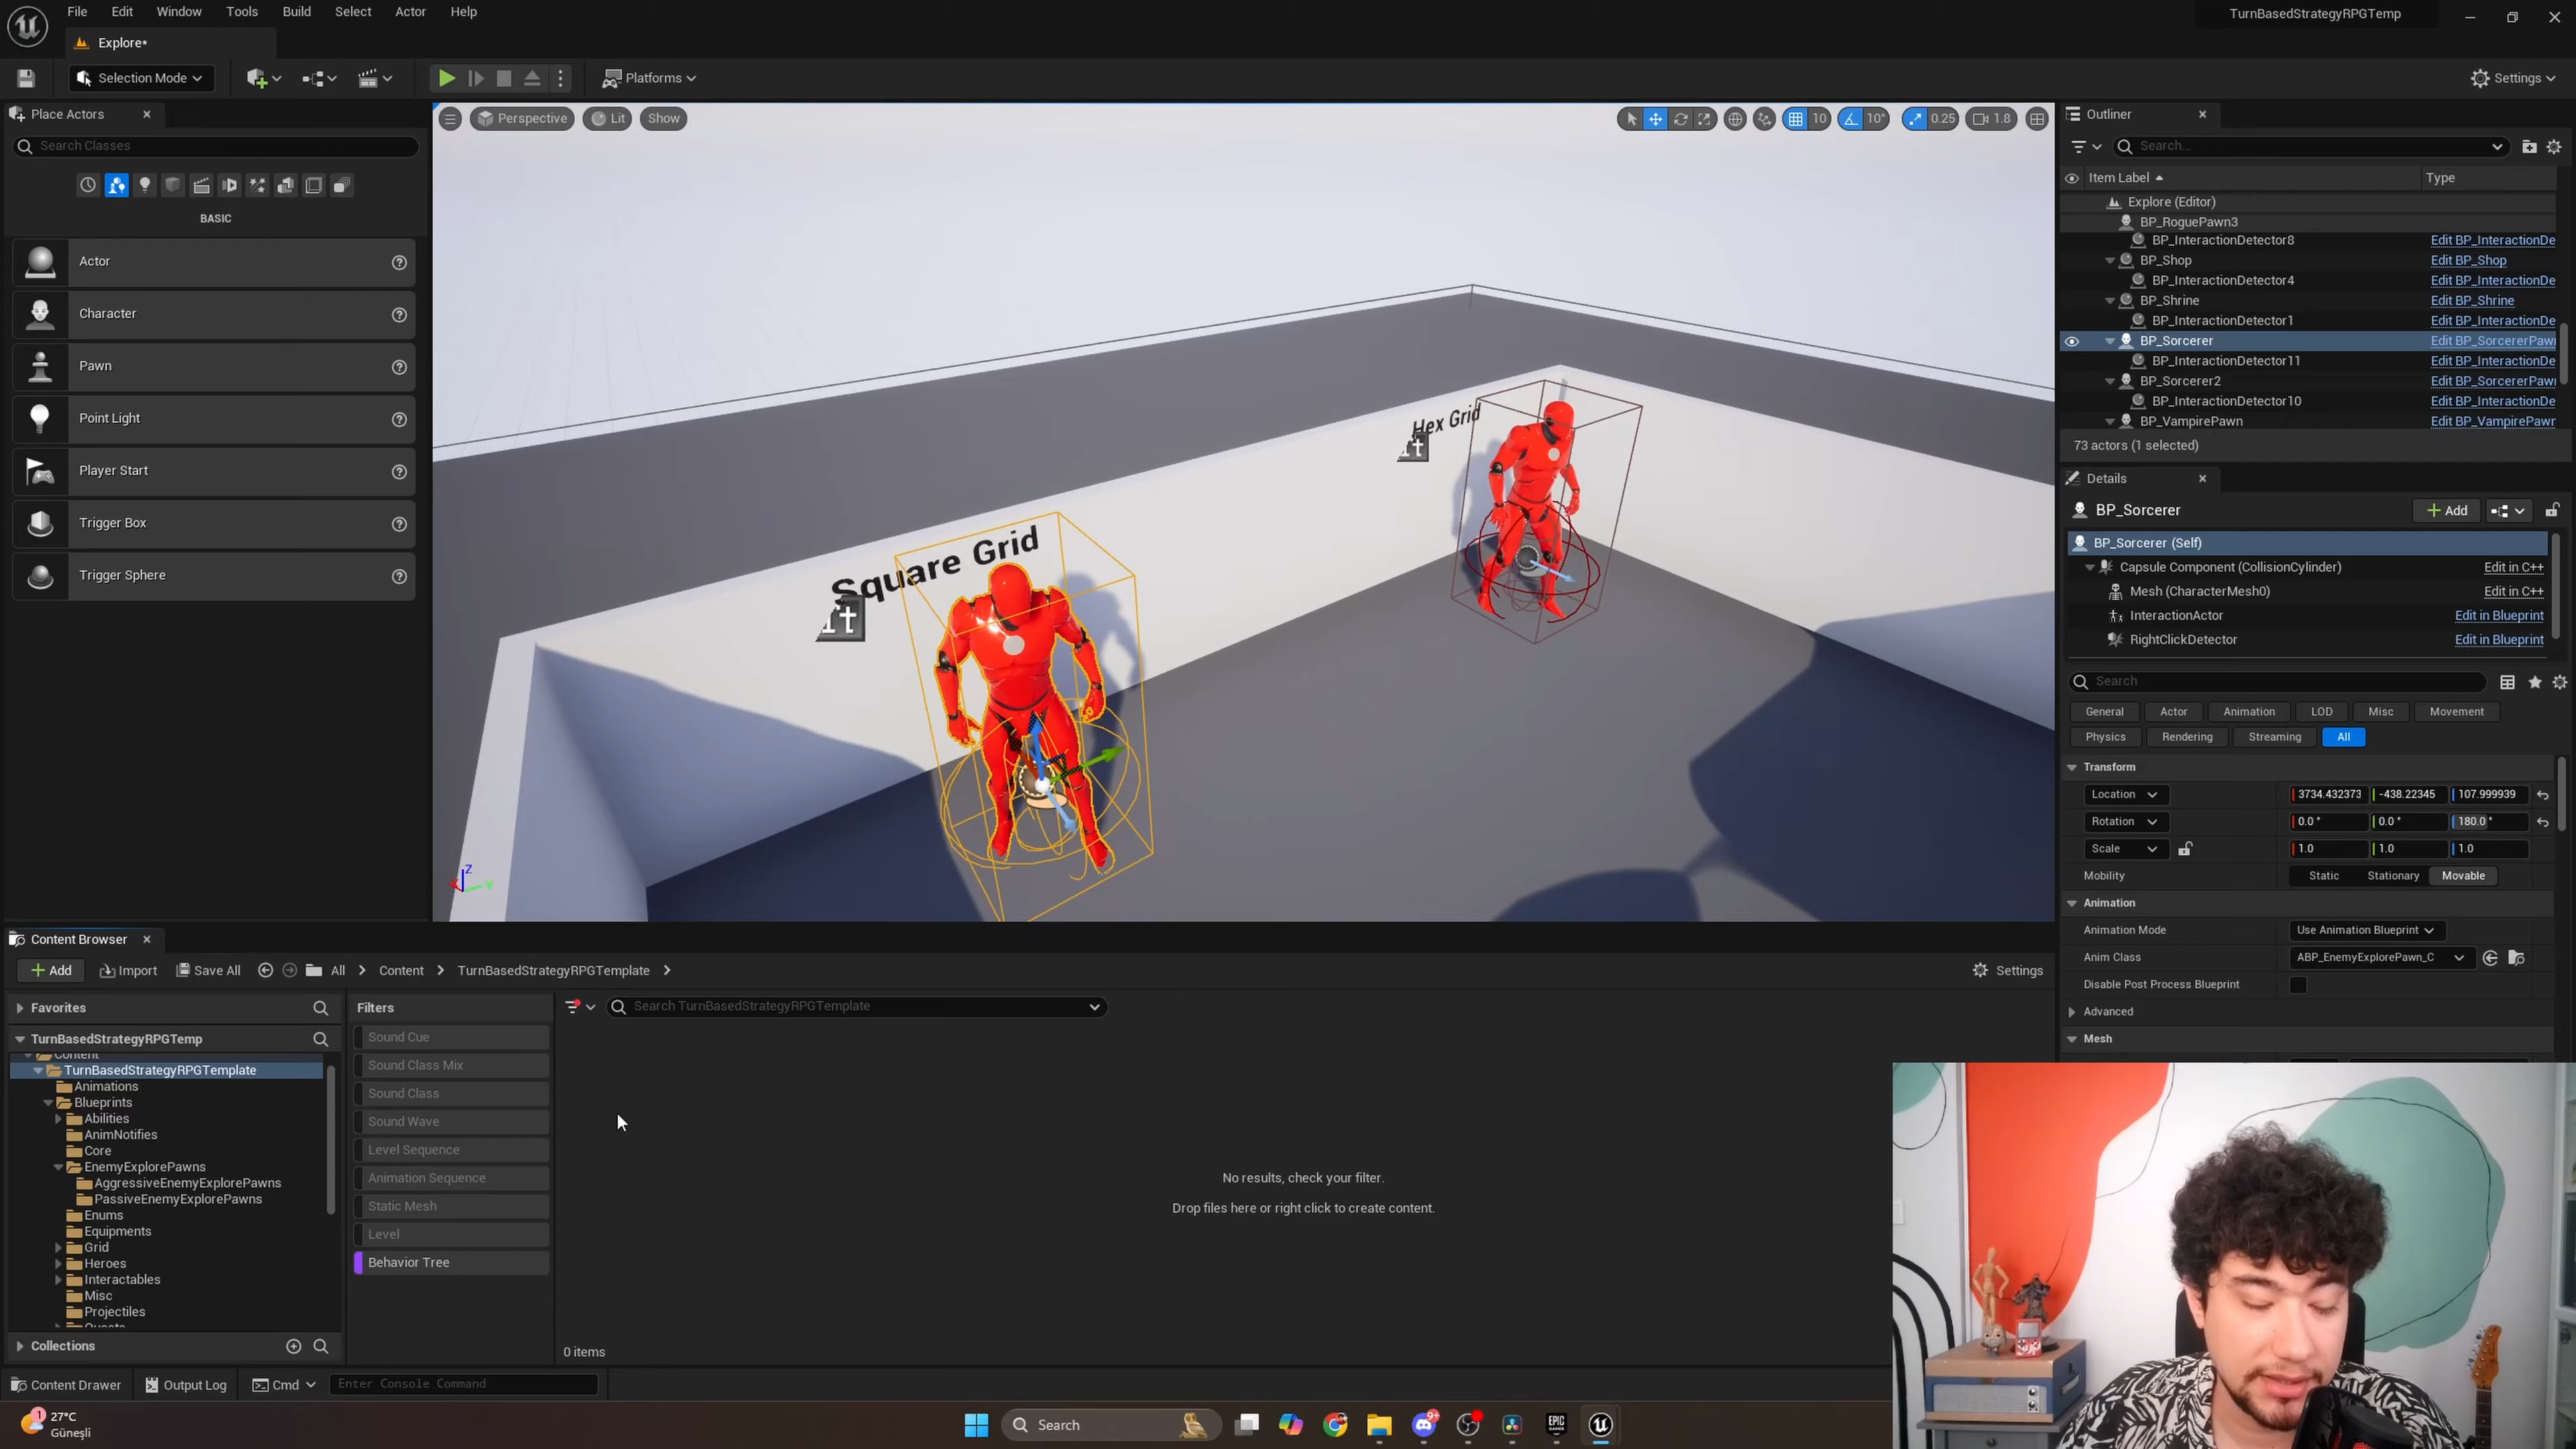 File Edit Window Tools Build Select Actor Help
TurnBasedStrategyRPGTemp
Explore*
Selection Mode
Platforms
Settings
Place Actors
Search Classes
BASIC
Actor
Character
Pawn
Point Light
Player Start
Trigger Box
Trigger Sphere
Perspective Lit Show
10 10° 0.25 1.8
Hex Grid
Square Grid
Outliner
Search...
Item Label Type
Explore (Editor)
BP_RoguePawn3
BP_InteractionDetector8 Edit BP_InteractionDe
BP_Shop Edit BP_Shop
BP_InteractionDetector4 Edit BP_InteractionDe
BP_Shrine Edit BP_Shrine
BP_InteractionDetector1 Edit BP_InteractionDe
BP_Sorcerer Edit BP_SorcererPawn
BP_InteractionDetector11 Edit BP_InteractionDe
BP_Sorcerer2 Edit BP_SorcererPawn
BP_InteractionDetector10 Edit BP_InteractionDe
BP_VampirePawn Edit BP_VampirePawn
73 actors (1 selected)
Details
BP_Sorcerer
Add
BP_Sorcerer (Self)
Capsule Component (CollisionCylinder) Edit in C++
Mesh (CharacterMesh0) Edit in C++
InteractionActor Edit in Blueprint
RightClickDetector Edit in Blueprint
Search
General Actor Animation LOD Misc Movement
Physics Rendering Streaming All
Transform
Location 3734.432373 -438.22345 107.999939
Rotation 0.0° 0.0° 180.0°
Scale 1.0 1.0 1.0
Mobility Static Stationary Movable
Animation
Animation Mode Use Animation Blueprint
Anim Class ABP_EnemyExplorePawn_C
Disable Post Process Blueprint
Advanced
Mesh
Content Browser
Add Import Save All All Content TurnBasedStrategyRPGTemplate Settings
Favorites
TurnBasedStrategyRPGTemp
Content
TurnBasedStrategyRPGTemplate
Animations
Blueprints
Abilities
AnimNotifies
Core
EnemyExplorePawns
AggressiveEnemyExplorePawns
PassiveEnemyExplorePawns
Enums
Equipments
Grid
Heroes
Interactables
Misc
Projectiles
Collections
Filters
Sound Cue
Sound Class Mix
Sound Class
Sound Wave
Level Sequence
Animation Sequence
Static Mesh
Level
Behavior Tree
Search TurnBasedStrategyRPGTemplate
No results, check your filter.
Drop files here or right click to create content.
0 items
Content Drawer Output Log Cmd Enter Console Command
1
27°C
Güneşli
Search
9+